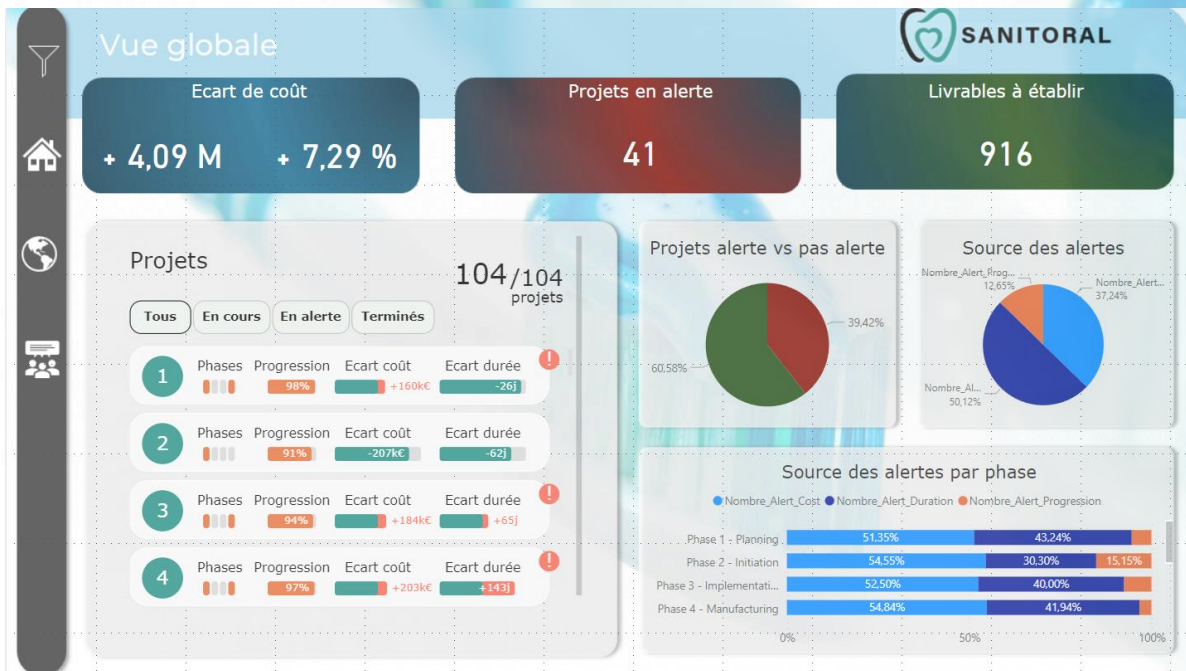 Vue globale
SANITORAL
Ecart de coût
+ 4,09 M + 7,29 %
Projets en alerte
41
Livrables à établir
916
Projets
104/104
projets
Tous
En cours
En alerte
Terminés
1
Phases Progression Ecart coût Ecart durée
98% +160k€ -26j
!
2
Phases Progression Ecart coût Ecart durée
91% -207k€ -62j
3
Phases Progression Ecart coût Ecart durée
94% +184k€ +65j
!
4
Phases Progression Ecart coût Ecart durée
97% +203k€ +143j
!
Projets alerte vs pas alerte
39,42%
60,58%
Source des alertes
Nombre_Alert_Prog...
12,65%
Nombre_Alert...
37,24%
Nombre_Al...
50,12%
Source des alertes par phase
Nombre_Alert_Cost Nombre_Alert_Duration Nombre_Alert_Progression
Phase 1 - Planning 51,35% 43,24%
Phase 2 - Initiation 54,55% 30,30% 15,15%
Phase 3 - Implementati... 52,50% 40,00%
Phase 4 - Manufacturing 54,84% 41,94%
0% 50% 100%